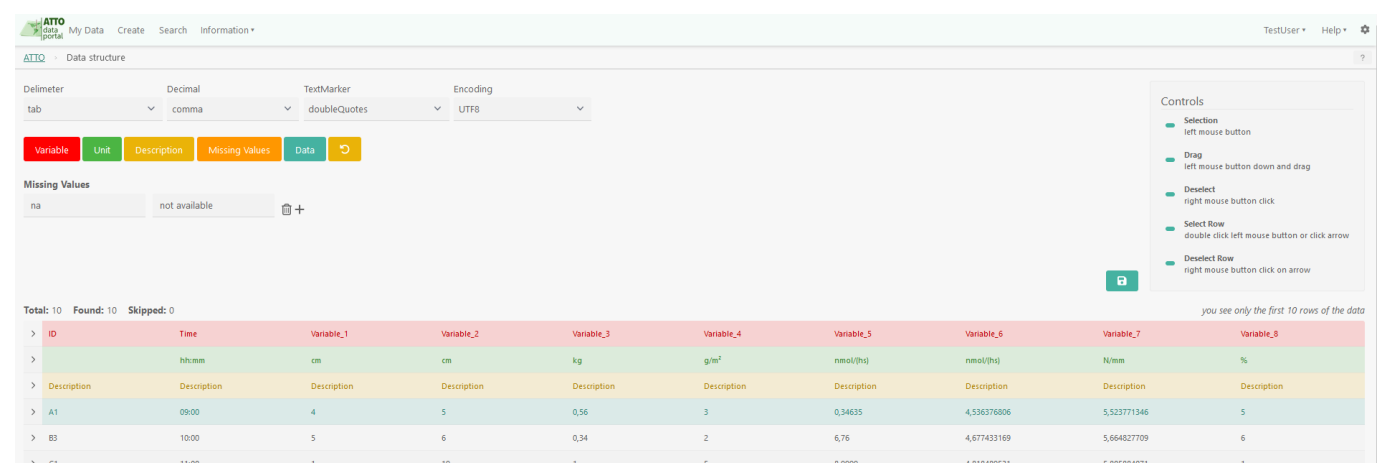 ATTO
data
portal
My Data Create Search Information
TestUser Help
ATTO Data structure
?
Delimeter Decimal TextMarker Encoding
tab comma doubleQuotes UTF8
Variable Unit Description Missing Values Data
Missing Values
na not available
Controls
Selection
left mouse button
Drag
left mouse button down and drag
Deselect
right mouse button click
Select Row
double click left mouse button or click arrow
Deselect Row
right mouse button click on arrow
Total: 10 Found: 10 Skipped: 0
you see only the first 10 rows of the data
ID Time Variable_1 Variable_2 Variable_3 Variable_4 Variable_5 Variable_6 Variable_7 Variable_8
hh:mm cm cm kg g/m² nmol/(hs) nmol/(hs) N/mm %
Description Description Description Description Description Description Description Description Description Description
A1 09:00 4 5 0,56 3 0,34635 4,536376806 5,523771346 5
B3 10:00 5 6 0,34 2 6,76 4,677433169 5,664827709 6